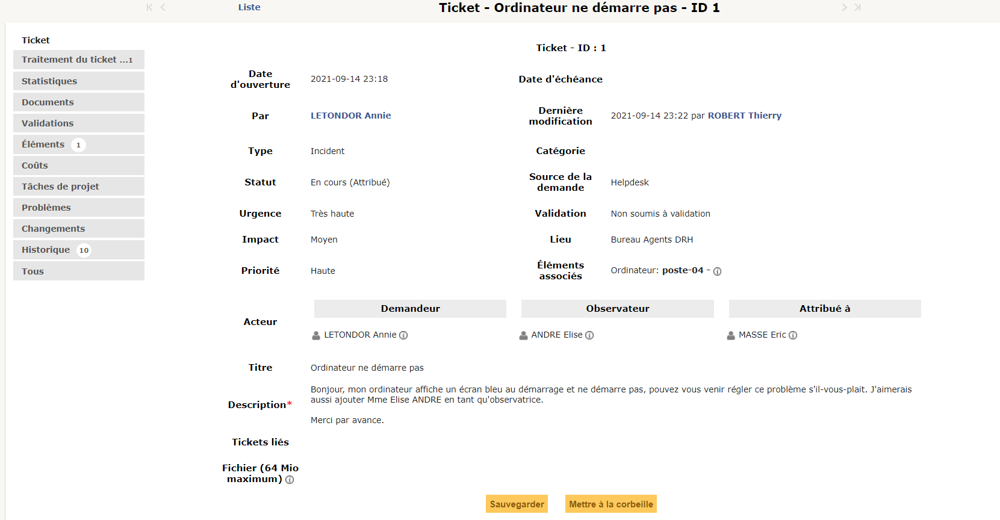 Liste
Ticket - Ordinateur ne démarre pas - ID 1
Ticket
Traitement du ticket ...1
Statistiques
Documents
Validations
Éléments 1
Coûts
Tâches de projet
Problèmes
Changements
Historique 10
Tous
Ticket - ID : 1
Date d'ouverture
2021-09-14 23:18
Date d'échéance
Par
LETONDOR Annie
Dernière modification
2021-09-14 23:22 par ROBERT Thierry
Type
Incident
Catégorie
Statut
En cours (Attribué)
Source de la demande
Helpdesk
Urgence
Très haute
Validation
Non soumis à validation
Impact
Moyen
Lieu
Bureau Agents DRH
Priorité
Haute
Éléments associés
Ordinateur: poste-04 -
Acteur
Demandeur
Observateur
Attribué à
LETONDOR Annie
ANDRE Elise
MASSE Eric
Titre
Ordinateur ne démarre pas
Description*
Bonjour, mon ordinateur affiche un écran bleu au démarrage et ne démarre pas, pouvez vous venir régler ce problème s'il-vous-plait. J'aimerais
aussi ajouter Mme Elise ANDRE en tant qu'observatrice.
Merci par avance.
Tickets liés
Fichier (64 Mio maximum)
Sauvegarder
Mettre à la corbeille